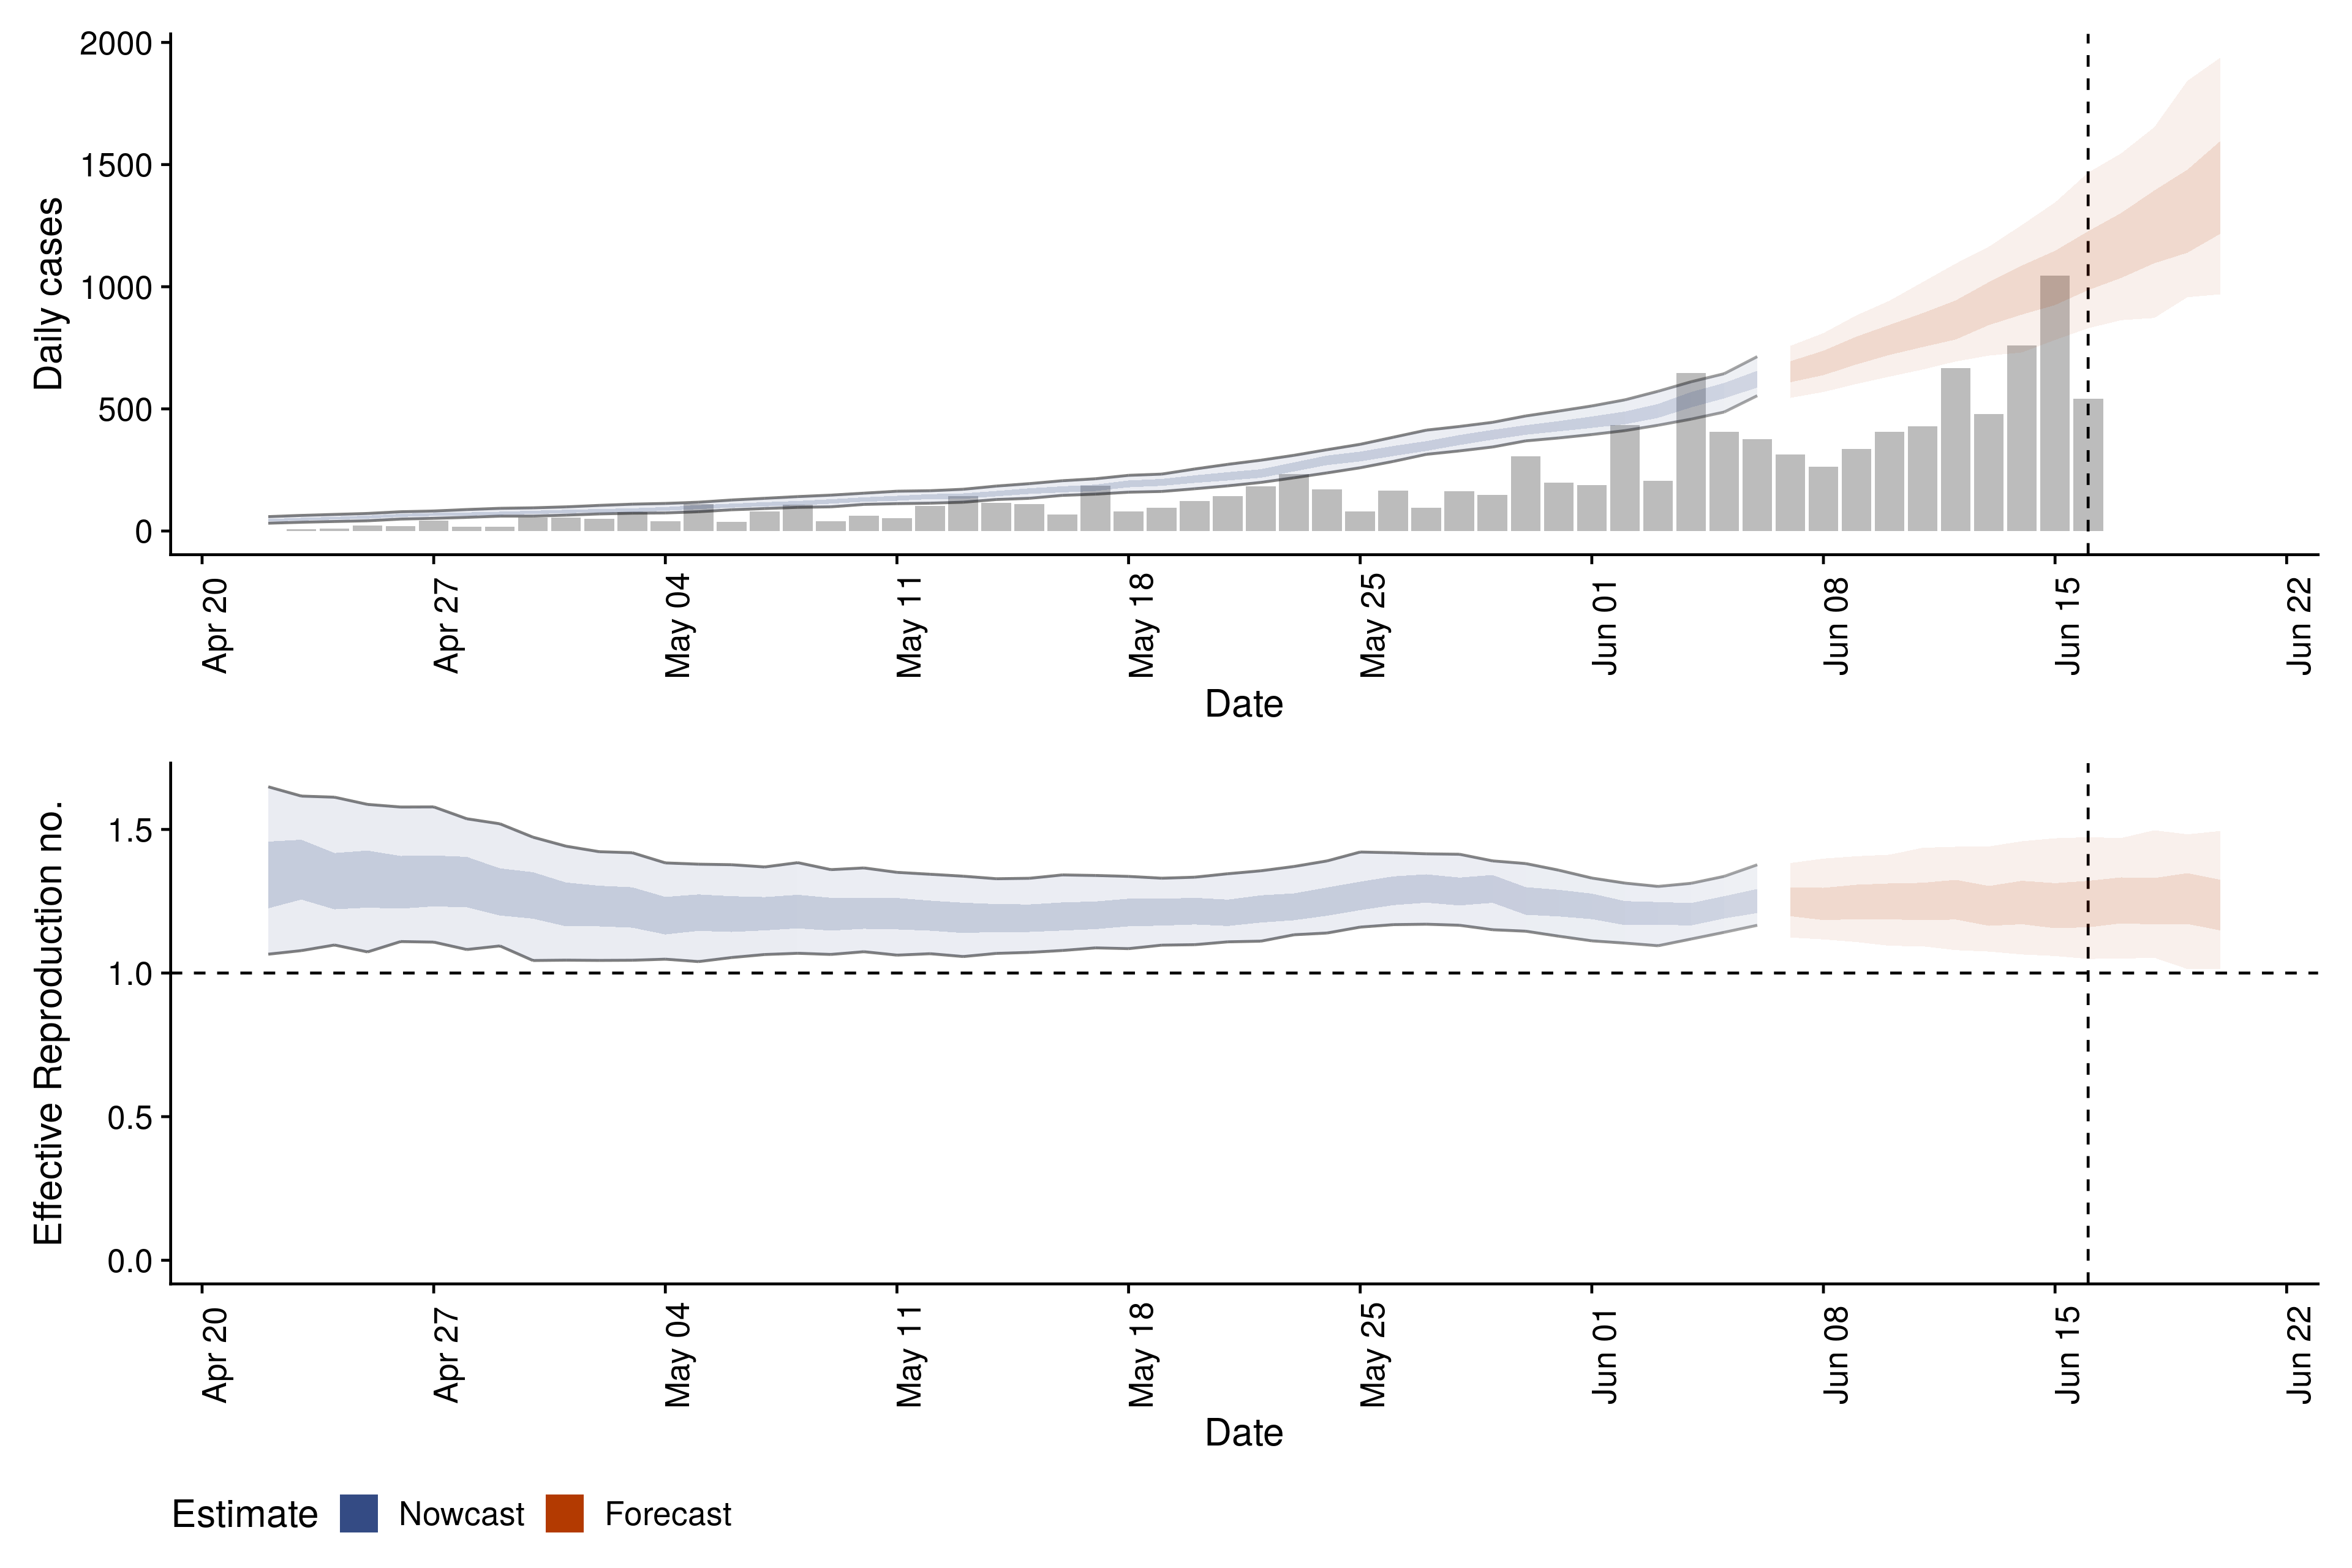 2000
1500
1000
500
0
Daily cases
Apr 20
Apr 27
May 04
May 11
May 18
May 25
Jun 01
Jun 08
Jun 15
Jun 22
Date
1.5
1.0
0.5
0.0
Effective Reproduction no.
Apr 20
Apr 27
May 04
May 11
May 18
May 25
Jun 01
Jun 08
Jun 15
Jun 22
Date
Estimate Nowcast Forecast